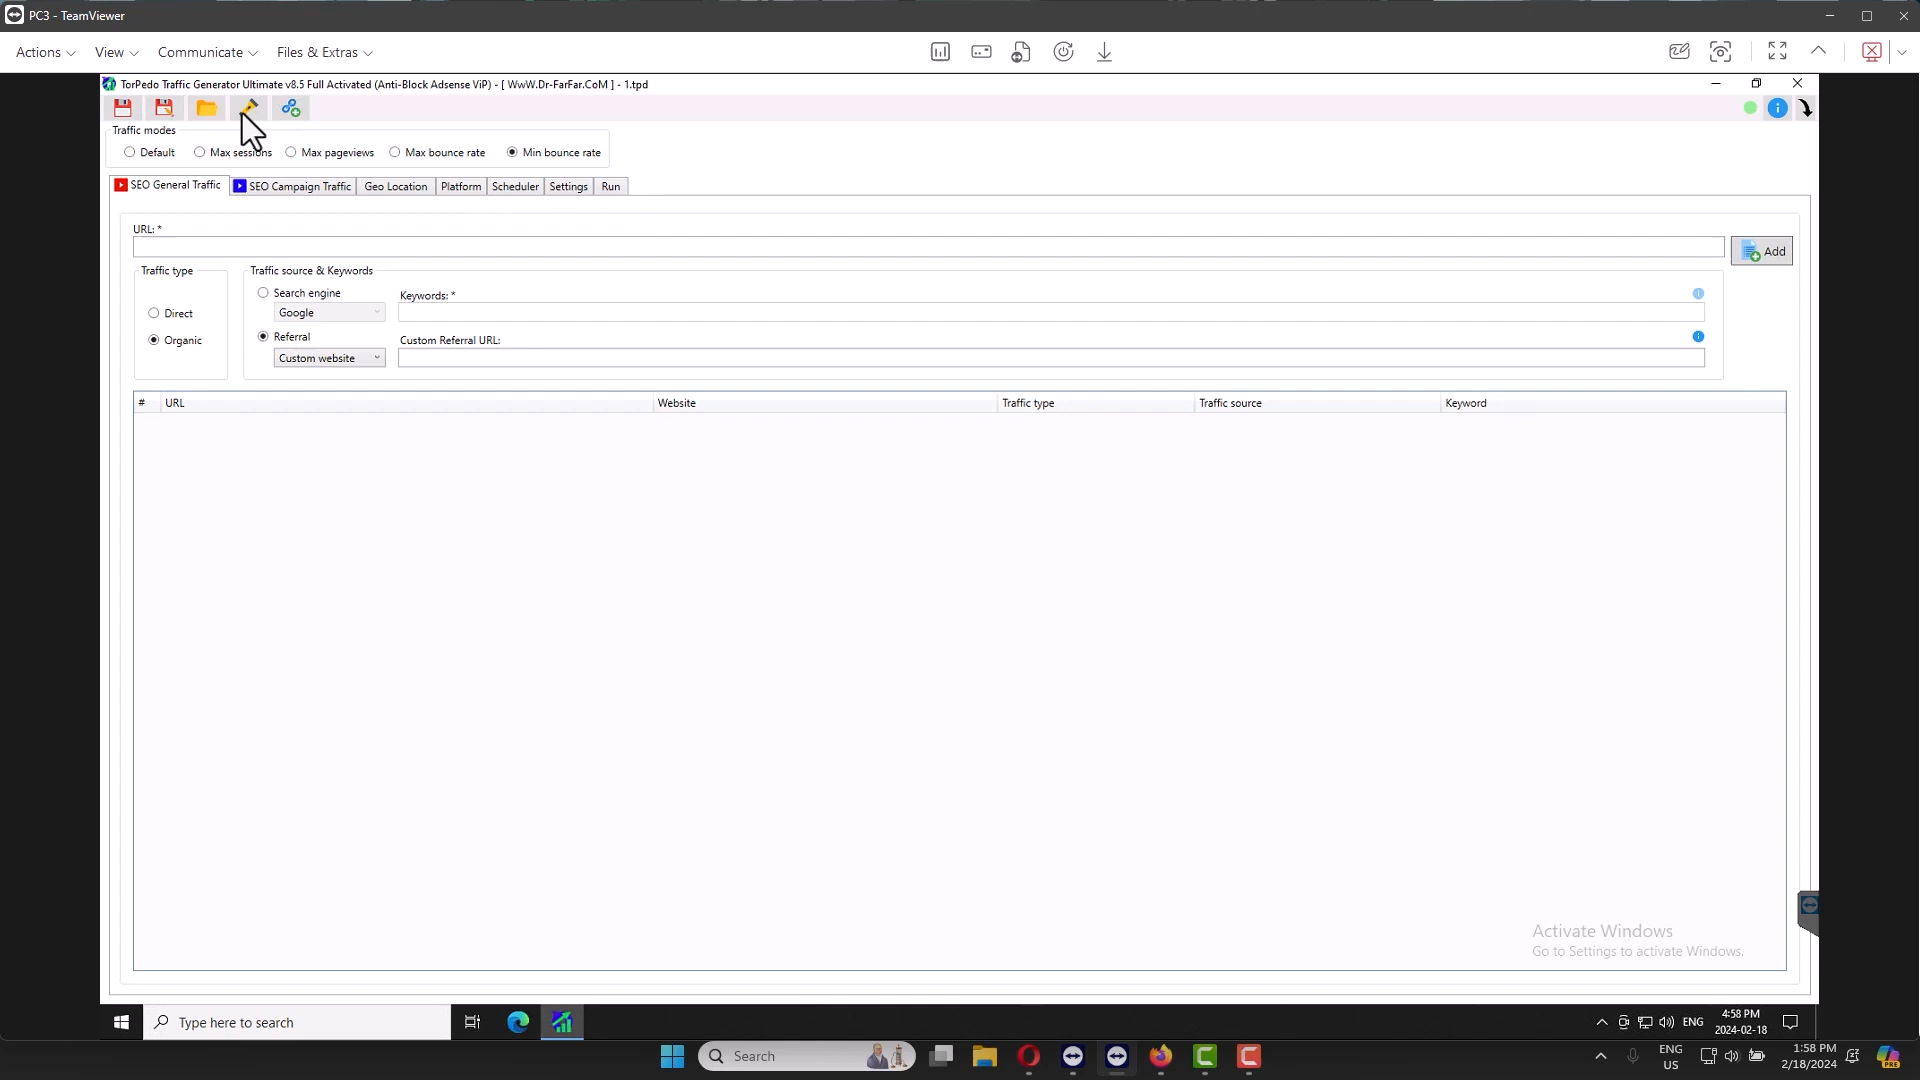 PC3 - TeamViewer
Actions View Communicate Files & Extras
TorPedo Traffic Generator Ultimate v8.5 Full Activated (Anti-Block Adsense ViP) - [ WwW.Dr-FarFar.CoM ] - 1.tpd
Traffic modes
Default Max sessions Max pageviews Max bounce rate Min bounce rate
SEO General Traffic SEO Campaign Traffic Geo Location Platform Scheduler Settings Run
URL: *
Add
Traffic type Traffic source & Keywords
Search engine Keywords: *
Direct Google
Organic Referral Custom Referral URL:
Custom website
# URL Website Traffic type Traffic source Keyword
Activate Windows
Go to Settings to activate Windows.
Type here to search ENG 4:58 PM
2024-02-18
Search ENG US 1:58 PM
2/18/2024
PRE